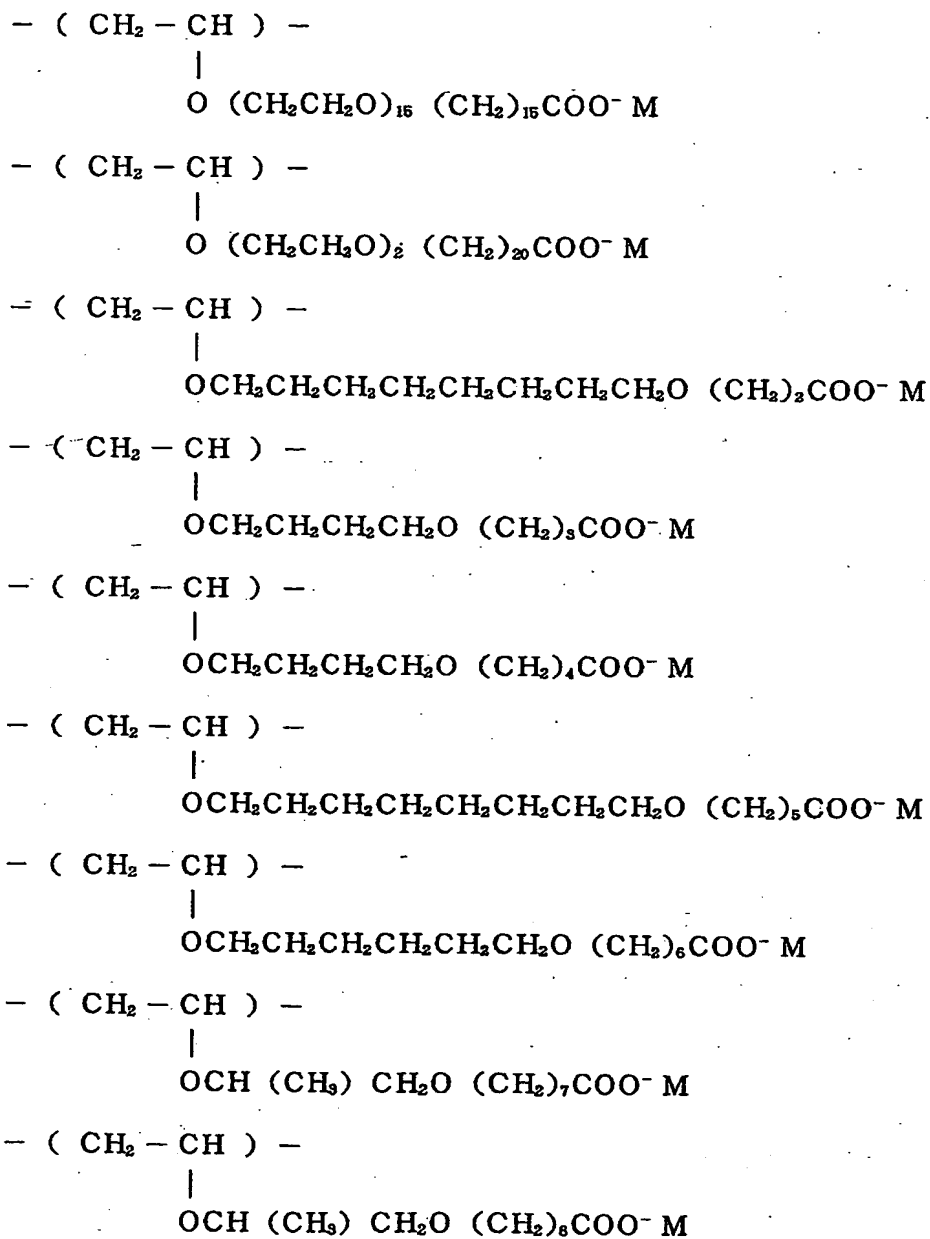 − ( CH₂ − CH ) −
|
O (CH₂CH₂O)₁₅ (CH₂)₁₅COO⁻ M
− ( CH₂ − CH ) −
|
O (CH₂CH₂O)₂ (CH₂)₂₀COO⁻ M
− ( CH₂ − CH ) −
|
OCH₂CH₂CH₂CH₂CH₂CH₂CH₂CH₂O (CH₂)₂COO⁻ M
− ( CH₂ − CH ) −
|
OCH₂CH₂CH₂CH₂O (CH₂)₃COO⁻ M
− ( CH₂ − CH ) −
|
OCH₂CH₂CH₂CH₂O (CH₂)₄COO⁻ M
− ( CH₂ − CH ) −
|
OCH₂CH₂CH₂CH₂CH₂CH₂CH₂CH₂O (CH₂)₅COO⁻ M
− ( CH₂ − CH ) −
|
OCH₂CH₂CH₂CH₂CH₂CH₂O (CH₂)₆COO⁻ M
− ( CH₂ − CH ) −
|
OCH (CH₃) CH₂O (CH₂)₇COO⁻ M
− ( CH₂ − CH ) −
|
OCH (CH₃) CH₂O (CH₂)₈COO⁻ M